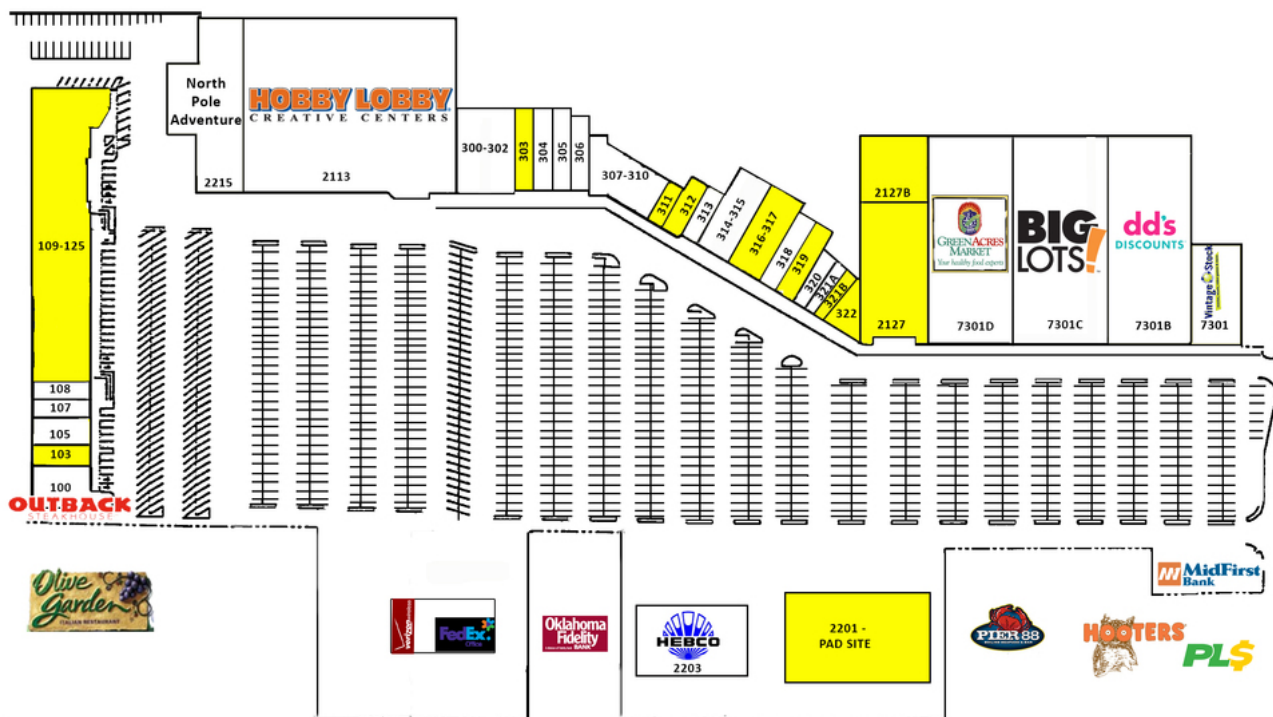 North
Pole
Adventure
2215
HOBBY LOBBY
CREATIVE CENTERS
2113
300-302
303
304
305
306
307-310
311
312
313
314-315
316-317
318
319
320
321A
321B
322
2127B
2127
GREENACRES
MARKET
Your healthy food experts
7301D
BIG
LOTS!
7301C
dd's
DISCOUNTS
7301B
Vintage Stock
7301
109-125
108
107
105
103
100
OUTBACK
STEAKHOUSE
Olive
Garden
ITALIAN RESTAURANT
verizon
FedEx
Office
Oklahoma
Fidelity
BANK
HEBCO
2203
2201 -
PAD SITE
PIER 88
HOOTERS
PL$
MidFirst
Bank